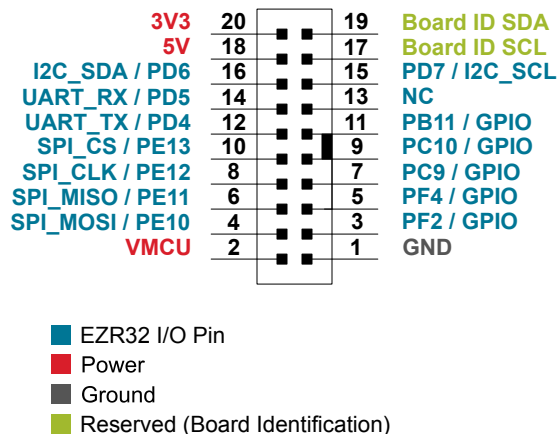 3V3 20 19 Board ID SDA
5V 18 17 Board ID SCL
I2C_SDA / PD6 16 15 PD7 / I2C_SCL
UART_RX / PD5 14 13 NC
UART_TX / PD4 12 11 PB11 / GPIO
SPI_CS / PE13 10 9 PC10 / GPIO
SPI_CLK / PE12 8 7 PC9 / GPIO
SPI_MISO / PE11 6 5 PF4 / GPIO
SPI_MOSI / PE10 4 3 PF2 / GPIO
VMCU 2 1 GND
EZR32 I/O Pin
Power
Ground
Reserved (Board Identification)